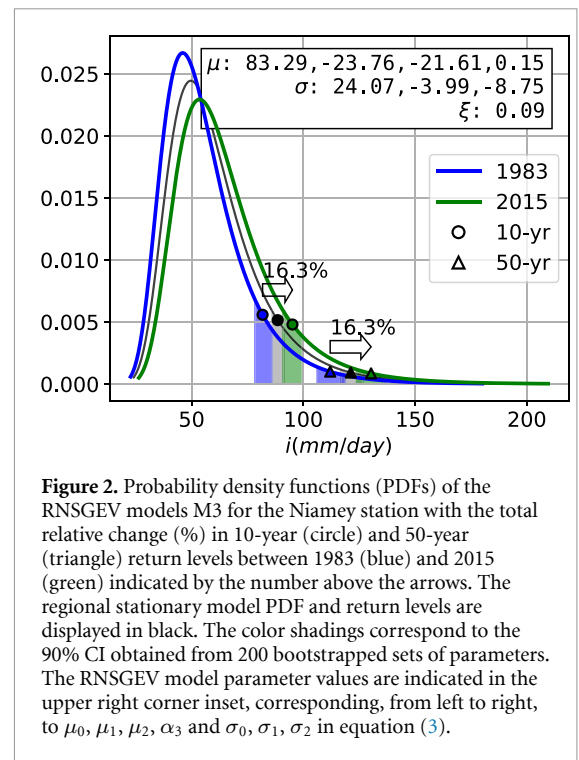 0.025
0.020
0.015
0.010
0.005
0.000
μ: 83.29,-23.76,-21.61,0.15
σ: 24.07,-3.99,-8.75
ξ: 0.09
1983
2015
10-yr
50-yr
16.3%
16.3%
50
100
150
200
i(mm/day)
Figure 2. Probability density functions (PDFs) of the
RNSGEV models M3 for the Niamey station with the total
relative change (%) in 10-year (circle) and 50-year
(triangle) return levels between 1983 (blue) and 2015
(green) indicated by the number above the arrows. The
regional stationary model PDF and return levels are
displayed in black. The color shadings correspond to the
90% CI obtained from 200 bootstrapped sets of parameters.
The RNSGEV model parameter values are indicated in the
upper right corner inset, corresponding, from left to right,
to μ0, μ1, μ2, α3 and σ0, σ1, σ2 in equation (3).